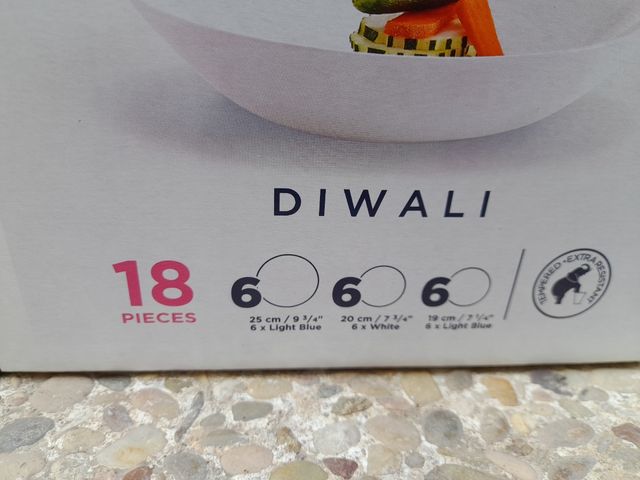 DIWALI
18
PIECES
6
25 cm / 9 3/4"
6 x Light Blue
6
20 cm / 7 3/4"
6 x White
6
19 cm / 7 1/4"
6 x Light Blue
TEMPERED • EXTRA RESISTANT